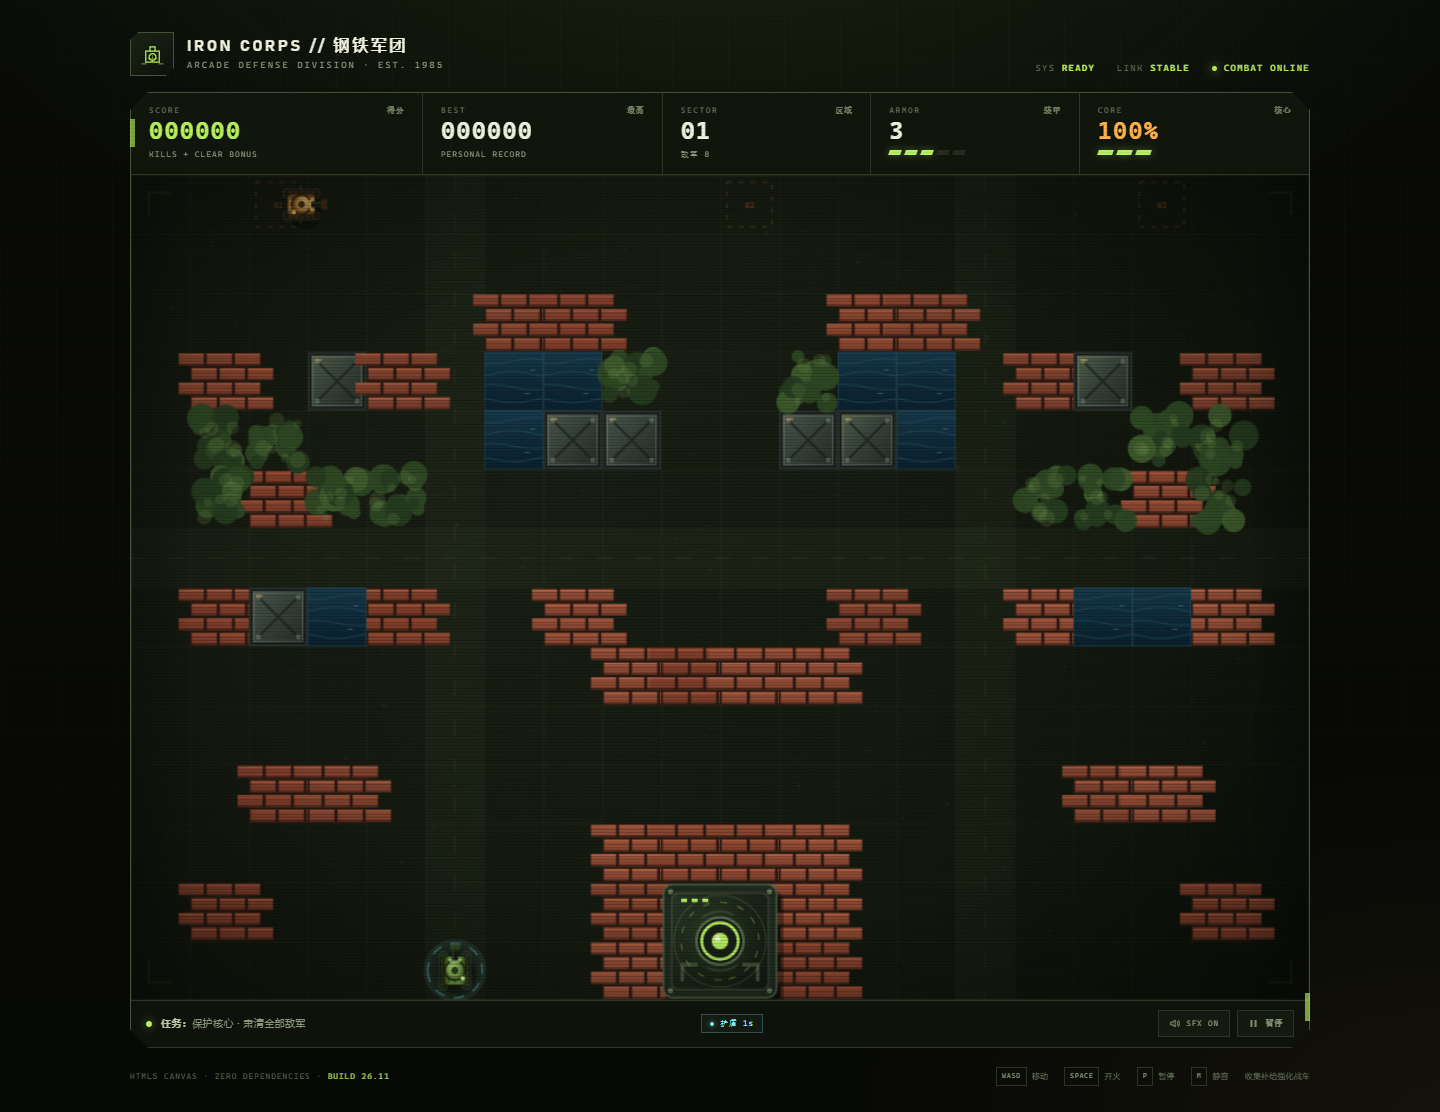 IRON CORPS // 钢铁军团
ARCADE DEFENSE DIVISION · EST. 1985
SYS READY
LINK STABLE
COMBAT ONLINE
SCORE 得分
000000
KILLS + CLEAR BONUS
BEST 最高
000000
PERSONAL RECORD
SECTOR 区域
01
敌军 8
ARMOR 装甲
3
CORE 核心
100%
01
02
03
任务: 保护核心 · 肃清全部敌军
护盾 1s
SFX ON
暂停
HTML5 CANVAS · ZERO DEPENDENCIES · BUILD 26.11
WASD 移动
SPACE 开火
P 暂停
M 静音
收集补给强化战车